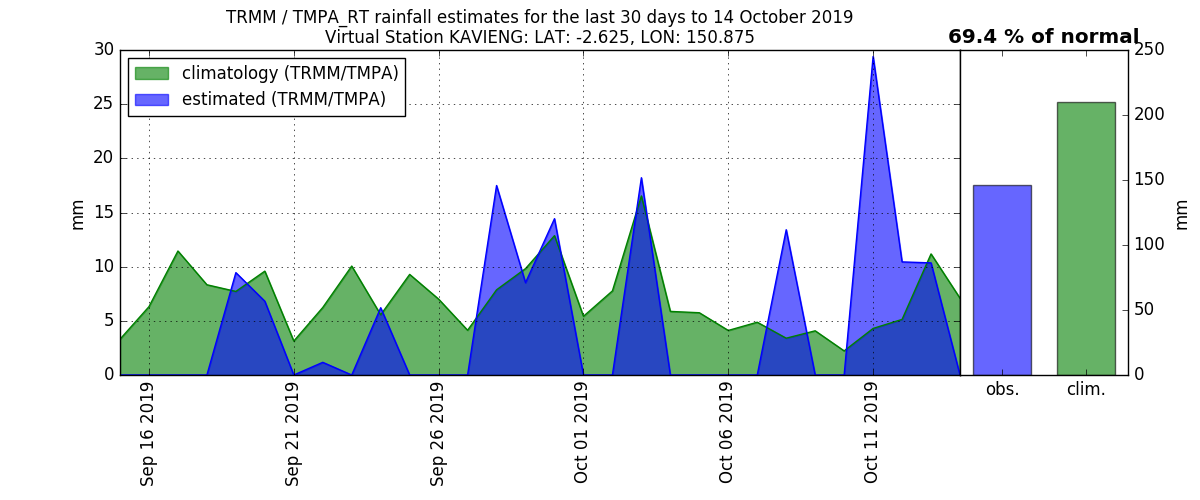 TRMM / TMPA_RT rainfall estimates for the last 30 days to 14 October 2019
Virtual Station KAVIENG: LAT: -2.625, LON: 150.875
69.4 % of normal
climatology (TRMM/TMPA)
estimated (TRMM/TMPA)
30
25
20
15
10
5
0
mm
Sep 16 2019
Sep 21 2019
Sep 26 2019
Oct 01 2019
Oct 06 2019
Oct 11 2019
250
200
150
100
50
0
mm
obs.
clim.